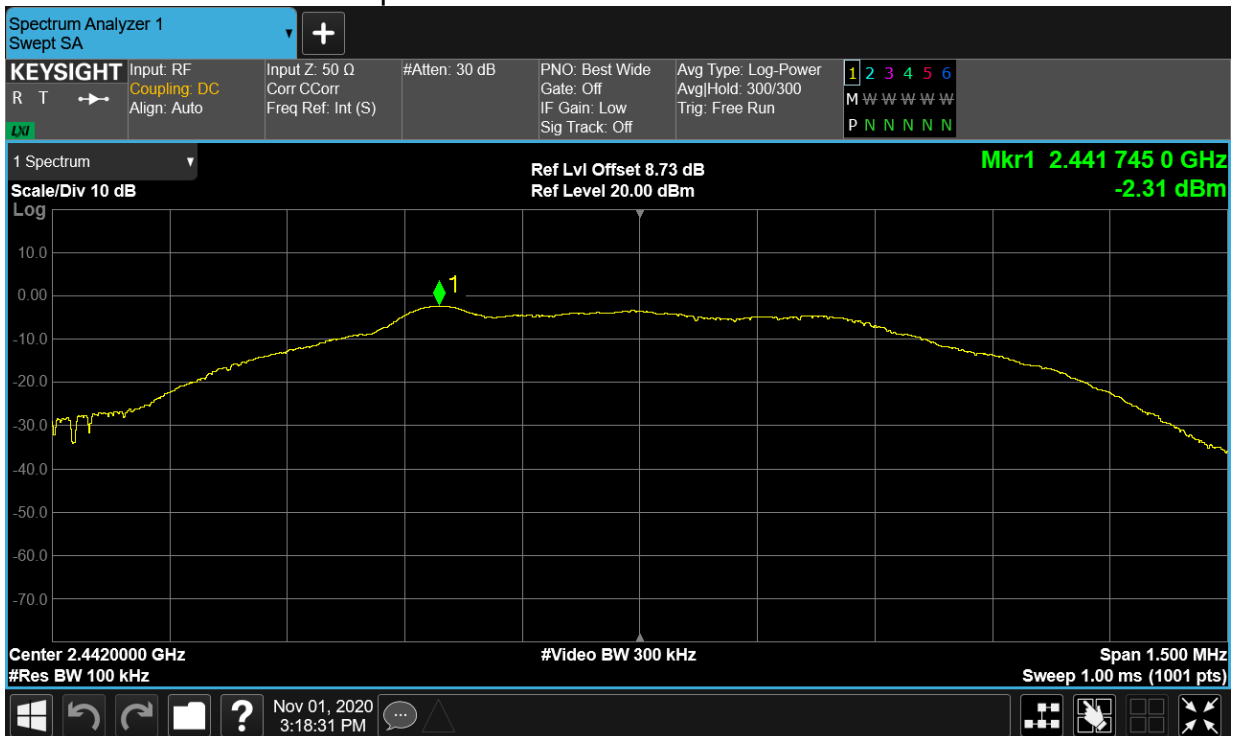 Spectrum Analyzer 1
Swept SA
KEYSIGHT
R T
LXI
Input: RF
Coupling: DC
Align: Auto
Input Z: 50 Ω
Corr CCorr
Freq Ref: Int (S)
#Atten: 30 dB
PNO: Best Wide
Gate: Off
IF Gain: Low
Sig Track: Off
Avg Type: Log-Power
Avg|Hold: 300/300
Trig: Free Run
1 2 3 4 5 6
M W W W W W
P N N N N N
1 Spectrum
Scale/Div 10 dB
Log
Ref Lvl Offset 8.73 dB
Ref Level 20.00 dBm
Mkr1 2.441 745 0 GHz
-2.31 dBm
10.0
1
0.00
-10.0
-20.0
-30.0
-40.0
-50.0
-60.0
-70.0
Center 2.4420000 GHz
#Video BW 300 kHz
Span 1.500 MHz
#Res BW 100 kHz
Sweep 1.00 ms (1001 pts)
?
Nov 01, 2020
3:18:31 PM